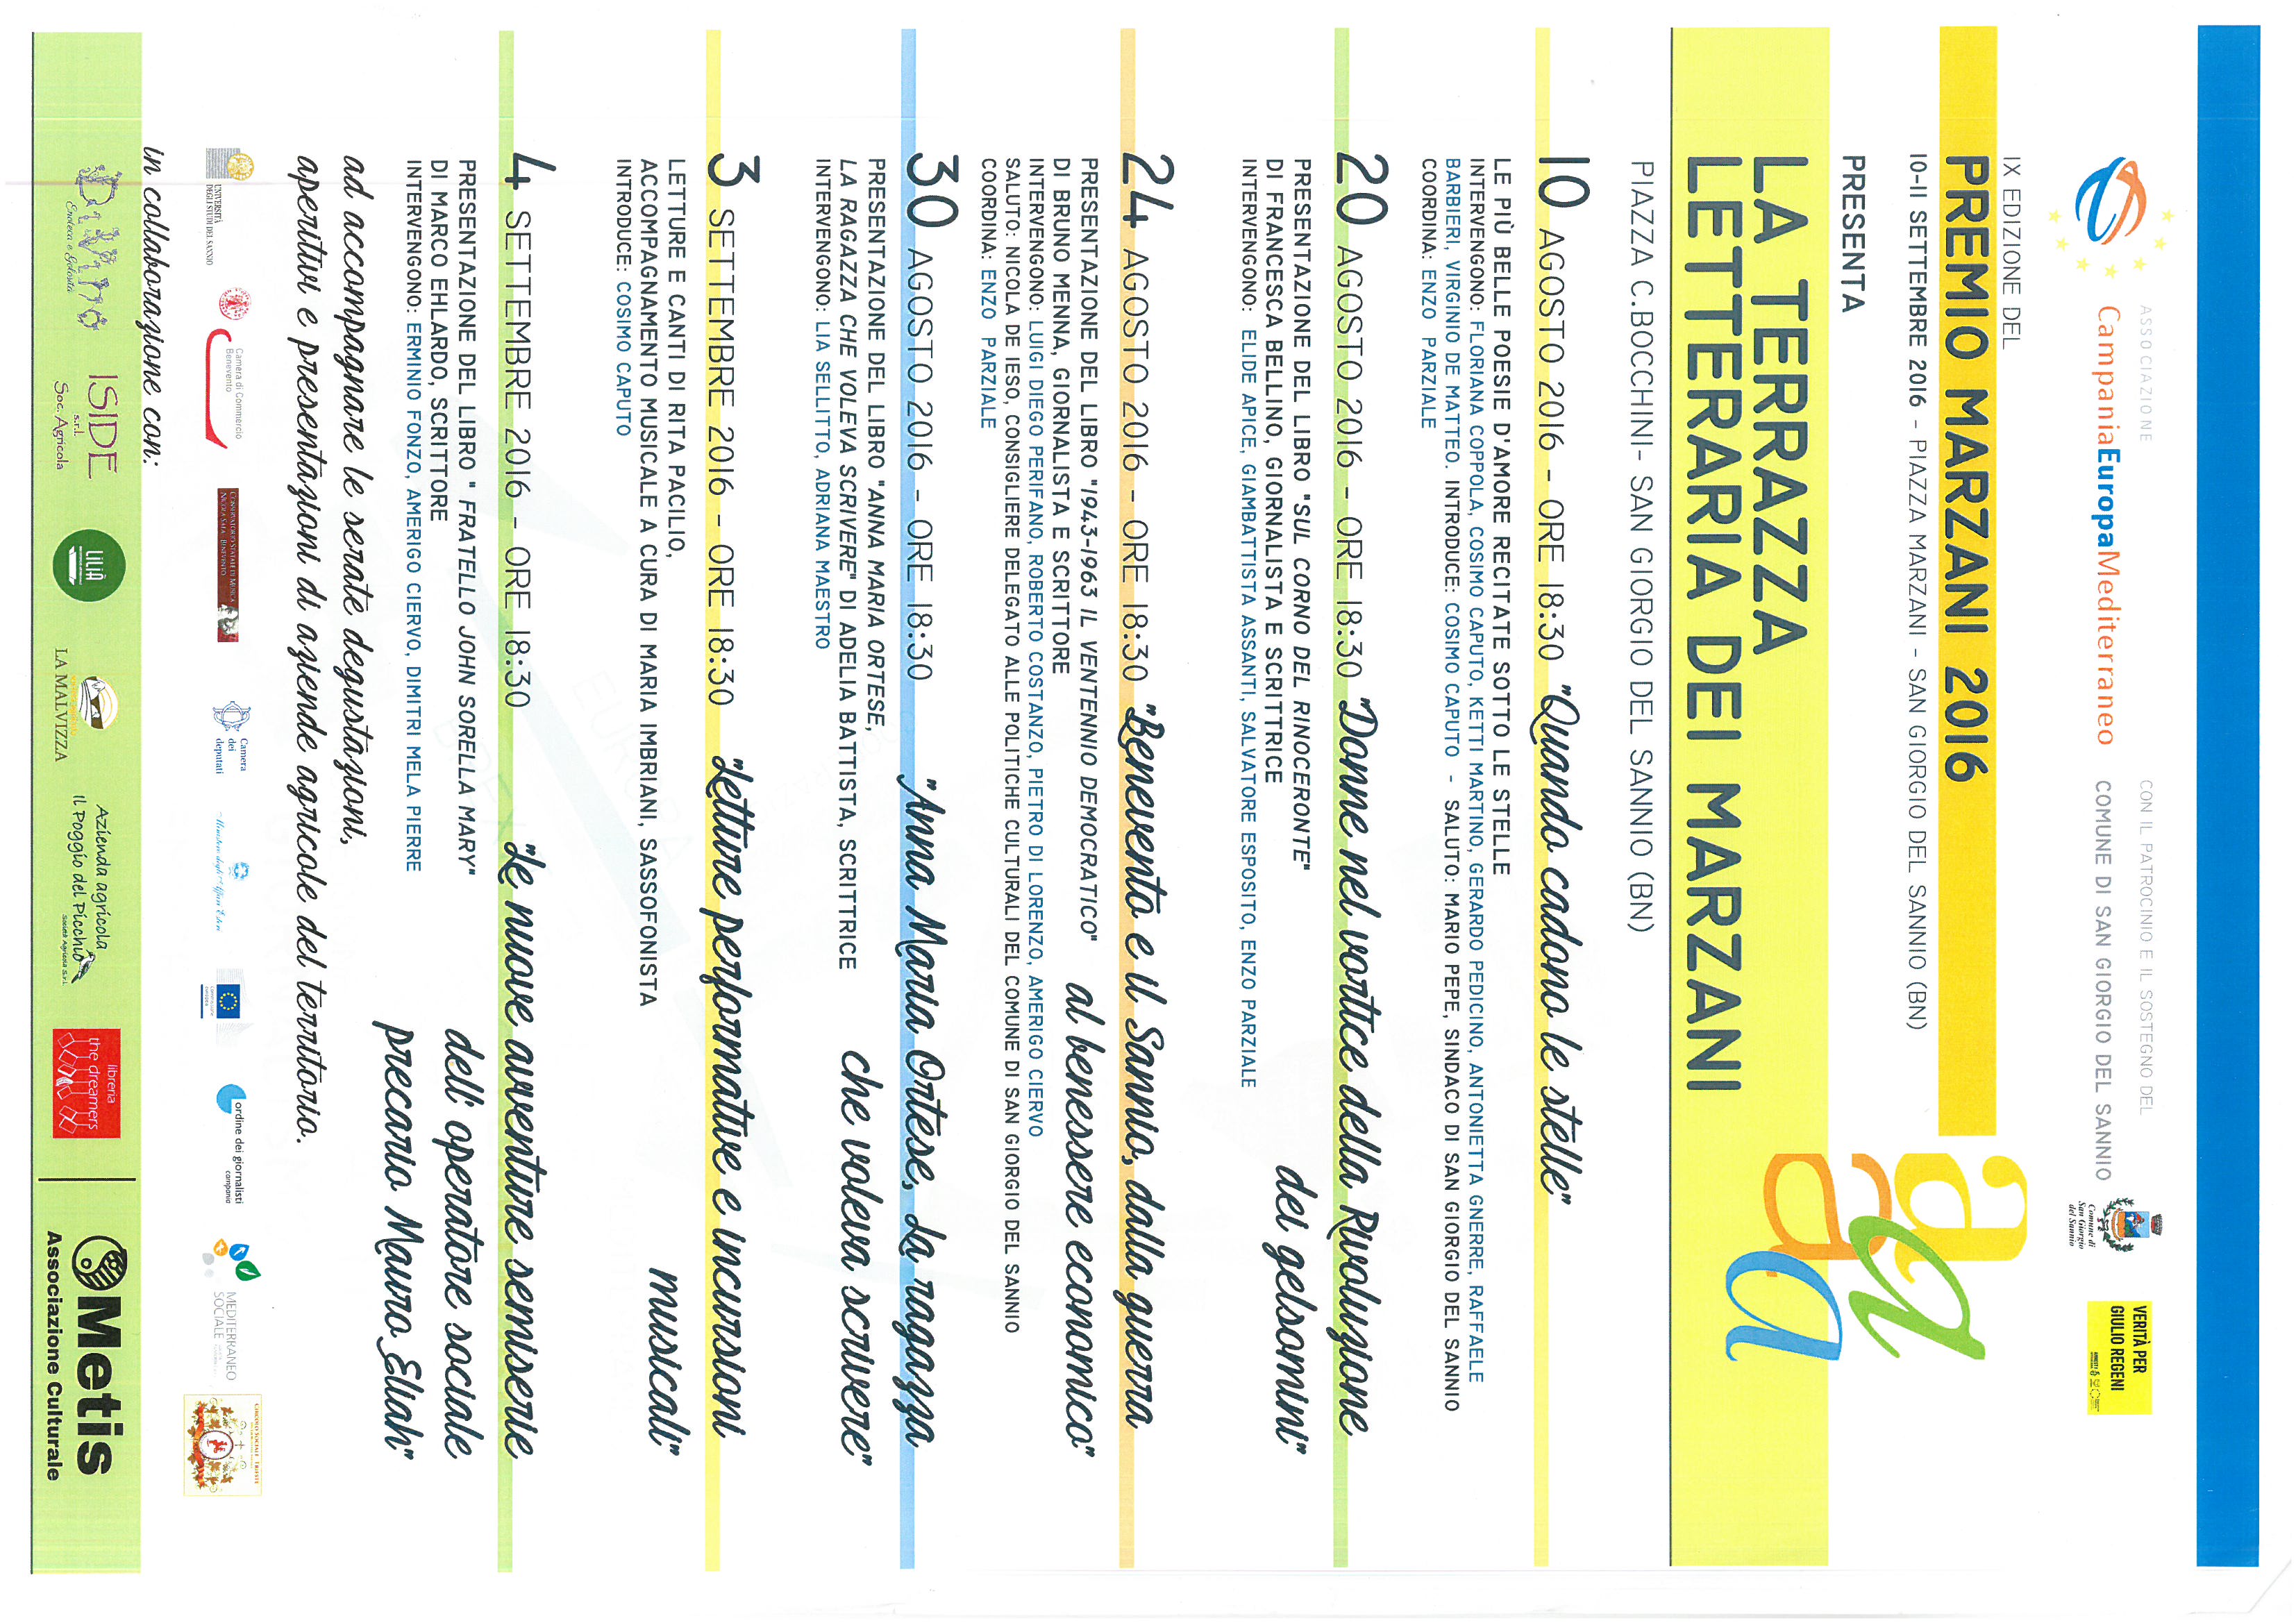 ASSOCIAZIONE
CampaniaEuropaMediterraneo
CON IL PATROCINIO E IL SOSTEGNO DEL
COMUNE DI SAN GIORGIO DEL SANNIO
Comune di
San Giorgio
del Sannio
VERITÀ PER
GIULIO REGENI
AMNESTY
IX EDIZIONE DEL
PREMIO MARZANI 2016
10-11 SETTEMBRE 2016 - PIAZZA MARZANI - SAN GIORGIO DEL SANNIO (BN)
a a a a
PRESENTA
LA TERRAZZA
LETTERARIA DEI MARZANI
PIAZZA C.BOCCHINI- SAN GIORGIO DEL SANNIO (BN)
10 AGOSTO 2016 - ORE 18:30 "Quando cadono le stelle"
LE PIÙ BELLE POESIE D'AMORE RECITATE SOTTO LE STELLE
INTERVENGONO: FLORIANA COPPOLA, COSIMO CAPUTO, KETTI MARTINO, GERARDO PEDICINO, ANTONIETTA GNERRE, RAFFAELE
BARBIERI, VIRGINIO DE MATTEO. INTRODUCE: COSIMO CAPUTO - SALUTO: MARIO PEPE, SINDACO DI SAN GIORGIO DEL SANNIO
COORDINA: ENZO PARZIALE
20 AGOSTO 2016 - ORE 18:30 "Donne nel vortice della Rivoluzione
dei gelsomini"
PRESENTAZIONE DEL LIBRO "SUL CORNO DEL RINOCERONTE"
DI FRANCESCA BELLINO, GIORNALISTA E SCRITTRICE
INTERVENGONO: ELIDE APICE, GIAMBATTISTA ASSANTI, SALVATORE ESPOSITO, ENZO PARZIALE
24 AGOSTO 2016 - ORE 18:30 "Benevento e il Sannio, dalla guerra
al benessere economico"
PRESENTAZIONE DEL LIBRO "1943-1963 IL VENTENNIO DEMOCRATICO"
DI BRUNO MENNA, GIORNALISTA E SCRITTORE
INTERVENGONO: LUIGI DIEGO PERIFANO, ROBERTO COSTANZO, PIETRO DI LORENZO, AMERIGO CIERVO
SALUTO: NICOLA DE IESO, CONSIGLIERE DELEGATO ALLE POLITICHE CULTURALI DEL COMUNE DI SAN GIORGIO DEL SANNIO
COORDINA: ENZO PARZIALE
30 AGOSTO 2016 - ORE 18:30 "Anna Maria Ortese, La ragazza
che voleva scrivere"
PRESENTAZIONE DEL LIBRO "ANNA MARIA ORTESE,
LA RAGAZZA CHE VOLEVA SCRIVERE" DI ADELIA BATTISTA, SCRITTRICE
INTERVENGONO: LIA SELLITTO, ADRIANA MAESTRO
3 SETTEMBRE 2016 - ORE 18:30 "Letture performative e incursioni
musicali"
LETTURE E CANTI DI RITA PACILIO,
ACCOMPAGNAMENTO MUSICALE A CURA DI MARIA IMBRIANI, SASSOFONISTA
INTRODUCE: COSIMO CAPUTO
4 SETTEMBRE 2016 - ORE 18:30 "Le nuove avventure semiserie
dell' operatore sociale
precario Mauro Eliah"
PRESENTAZIONE DEL LIBRO " FRATELLO JOHN SORELLA MARY"
DI MARCO EHLARDO, SCRITTORE
INTERVENGONO: ERMINIO FONZO, AMERIGO CIERVO, DIMITRI MELA PIERRE
ad accompagnare le serate degustazioni,
aperitivi e presentazioni di aziende agricole del territorio.
UNIVERSITÀ
DEGLI STUDI DEL SANNIO
Camera di Commercio
Benevento
CONSERVATORIO STATALE DI MUSICA
NICOLA SALA - BENEVENTO
Camera
dei
deputati
Ministero degli Affari Esteri
Commissione
europea
ordine dei giornalisti
campania
MEDITERRANEO
SOCIALE
CIRCOLO SOCIALE TRIESTE
in collaborazione con:
DiVino
Enoteca e Golosità
ISIDE
s.r.l.
Soc. Agricola
LILIÀ
LA MALVIZZA
Azienda agricola
Il Poggio del Picchio
Società Agricola S.r.l.
libreria
the dreamers
Metis
Associazione Culturale